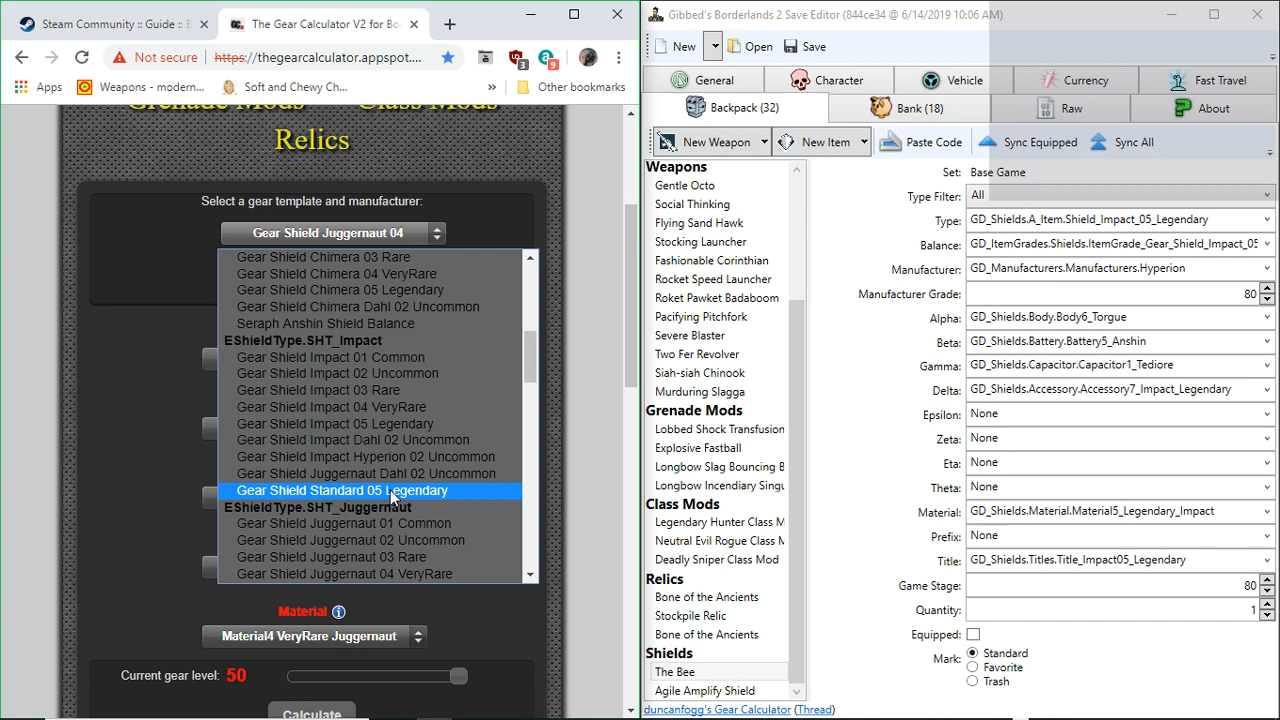 Steam Community :: Guide :: B
The Gear Calculator V2 for Bo
Not secure
https://thegearcalculator.appspot....
3
9
Apps
Weapons - modern...
Soft and Chewy Ch...
»
Other bookmarks
Grenade Mods
Class Mods
Relics
Select a gear template and manufacturer:
Gear Shield Juggernaut 04
Gear Shield Chimera 03 Rare
Gear Shield Chimera 04 VeryRare
Gear Shield Chimera 05 Legendary
Gear Shield Chimera Dahl 02 Uncommon
Seraph Anshin Shield Balance
EShieldType.SHT_Impact
Gear Shield Impact 01 Common
Gear Shield Impact 02 Uncommon
Gear Shield Impact 03 Rare
Gear Shield Impact 04 VeryRare
Gear Shield Impact 05 Legendary
Gear Shield Impact Dahl 02 Uncommon
Gear Shield Impact Hyperion 02 Uncommon
Gear Shield Juggernaut Dahl 02 Uncommon
Gear Shield Standard 05 Legendary
EShieldType.SHT_Juggernaut
Gear Shield Juggernaut 01 Common
Gear Shield Juggernaut 02 Uncommon
Gear Shield Juggernaut 03 Rare
Gear Shield Juggernaut 04 VeryRare
Material
Material4 VeryRare Juggernaut
Current gear level: 50
Calculate
Gibbed's Borderlands 2 Save Editor (844ce34 @ 6/14/2019 10:06 AM)
New
Open
Save
General
Character
Vehicle
Currency
Fast Trav
Backpack (32)
Bank (18)
Raw
About
New Weapon
New Item
Paste Code
Sync Equipped
Sync All
Weapons
Gentle Octo
Social Thinking
Flying Sand Hawk
Stocking Launcher
Fashionable Corinthian
Rocket Speed Launcher
Roket Pawket Badaboom
Pacifying Pitchfork
Severe Blaster
Two Fer Revolver
Siah-siah Chinook
Murduring Slagga
Grenade Mods
Lobbed Shock Transfusion
Explosive Fastball
Longbow Slag Bouncing B
Longbow Incendiary Singu
Class Mods
Legendary Hunter Class M
Neutral Evil Rogue Class M
Deadly Sniper Class Mod
Relics
Bone of the Ancients
Stockpile Relic
Bone of the Ancients
Shields
The Bee
Agile Amplify Shield
duncanfogg's Gear Calculator (Thread)
Set: Base Game
Type Filter: All
Type: GD_Shields.A_Item.Shield_Impact_05_Legendary
Balance: GD_ItemGrades.Shields.ItemGrade_Gear_Shield_Impact_05
Manufacturer: GD_Manufacturers.Manufacturers.Hyperion
Manufacturer Grade: 80
Alpha: GD_Shields.Body.Body6_Torgue
Beta: GD_Shields.Battery.Battery5_Anshin
Gamma: GD_Shields.Capacitor.Capacitor1_Tediore
Delta: GD_Shields.Accessory.Accessory7_Impact_Legendary
Epsilon: None
Zeta: None
Eta: None
Theta: None
Material: GD_Shields.Material.Material5_Legendary_Impact
Prefix: None
Title: GD_Shields.Titles.Title_Impact05_Legendary
Game Stage: 80
Quantity: 1
Equipped:
Mark: Standard
Favorite
Trash